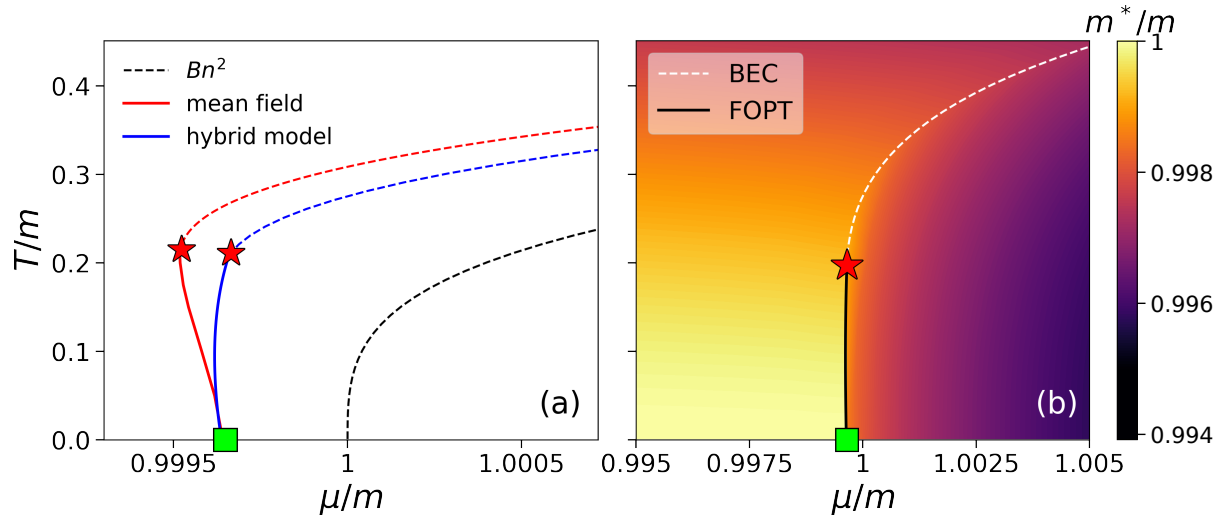 m*/m
0.4
0.3
0.2
0.1
0.0
T/m
Bn²
mean field
hybrid model
(a)
0.9995
1
1.0005
μ/m
BEC
FOPT
(b)
0.995
0.9975
1
1.0025
1.005
μ/m
1
0.998
0.996
0.994